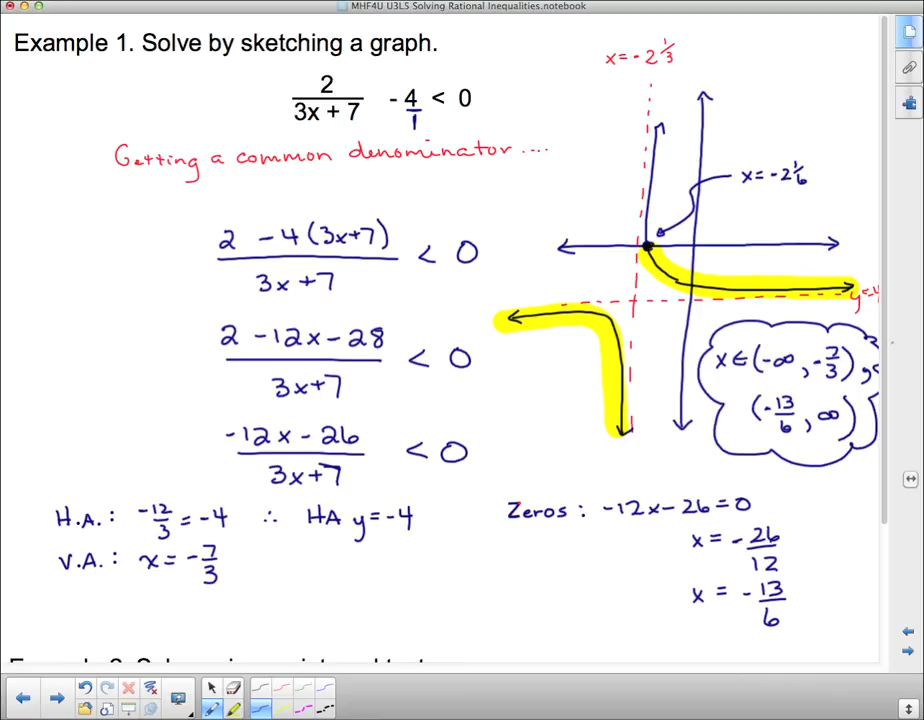 MHF4U U3L5 Solving Rational Inequalities.notebook
Example 1. Solve by sketching a graph.
2/(3x + 7) - 4/1 < 0
Getting a common denominator....
(2 - 4(3x+7))/(3x+7) < 0
(2 - 12x - 28)/(3x+7) < 0
(-12x - 26)/(3x+7) < 0
H.A.: -12/3 = -4 ∴ HA y = -4
V.A.: x = -7/3
x = -2 1/3
x = -2 1/6
y = -4
x ∈ (-∞, -7/3),
(-13/6, ∞)
Zeros: -12x - 26 = 0
x = -26/12
x = -13/6